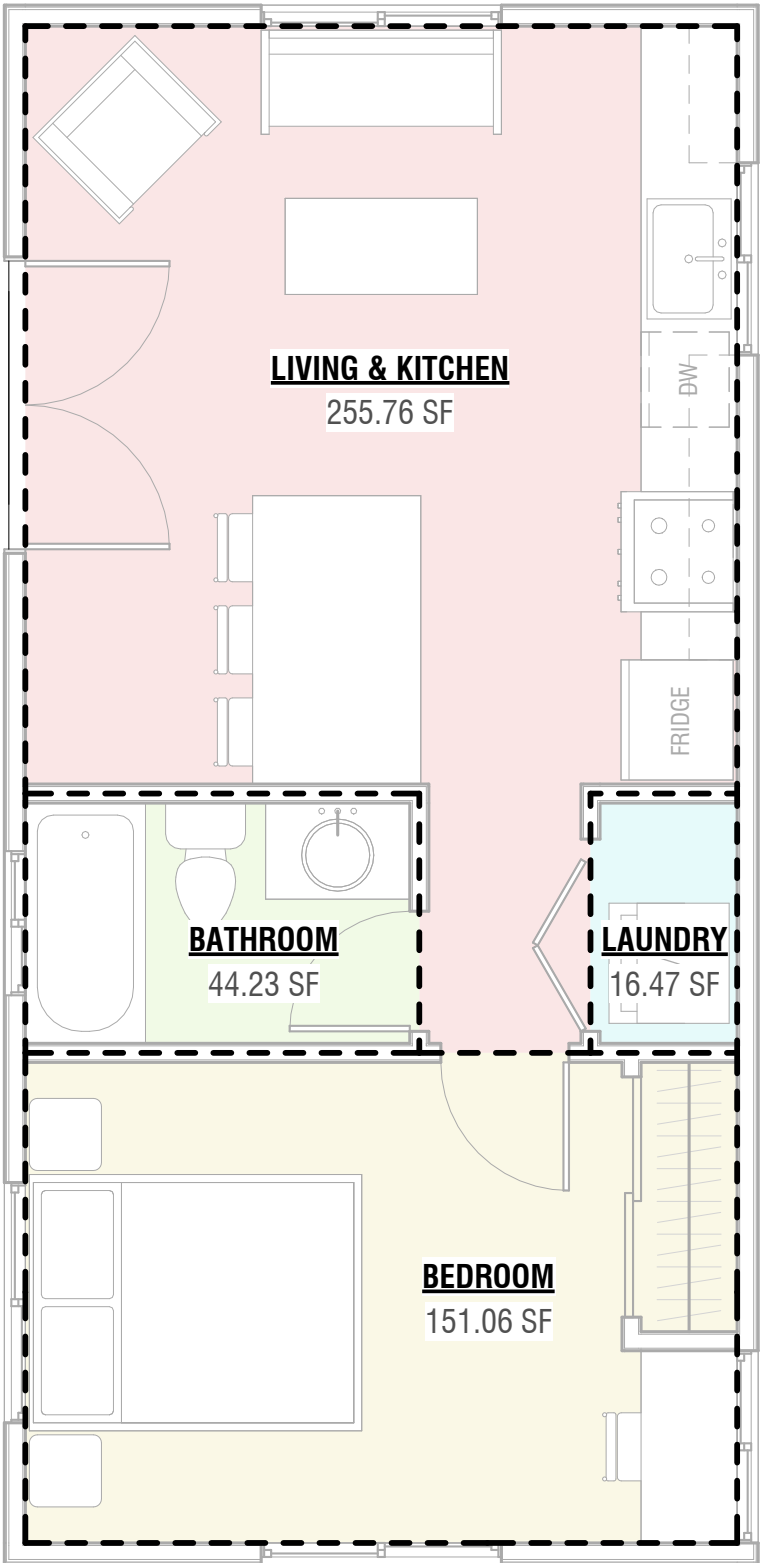 LIVING & KITCHEN
255.76 SF
DW
FRIDGE
BATHROOM
44.23 SF
LAUNDRY
16.47 SF
BEDROOM
151.06 SF